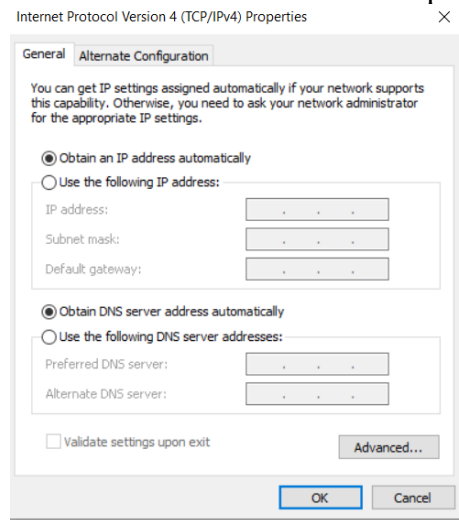 Internet Protocol Version 4 (TCP/IPv4) Properties
General Alternate Configuration
You can get IP settings assigned automatically if your network supports
this capability. Otherwise, you need to ask your network administrator
for the appropriate IP settings.
Obtain an IP address automatically
Use the following IP address:
IP address:
Subnet mask:
Default gateway:
Obtain DNS server address automatically
Use the following DNS server addresses:
Preferred DNS server:
Alternate DNS server:
Validate settings upon exit
Advanced...
OK Cancel